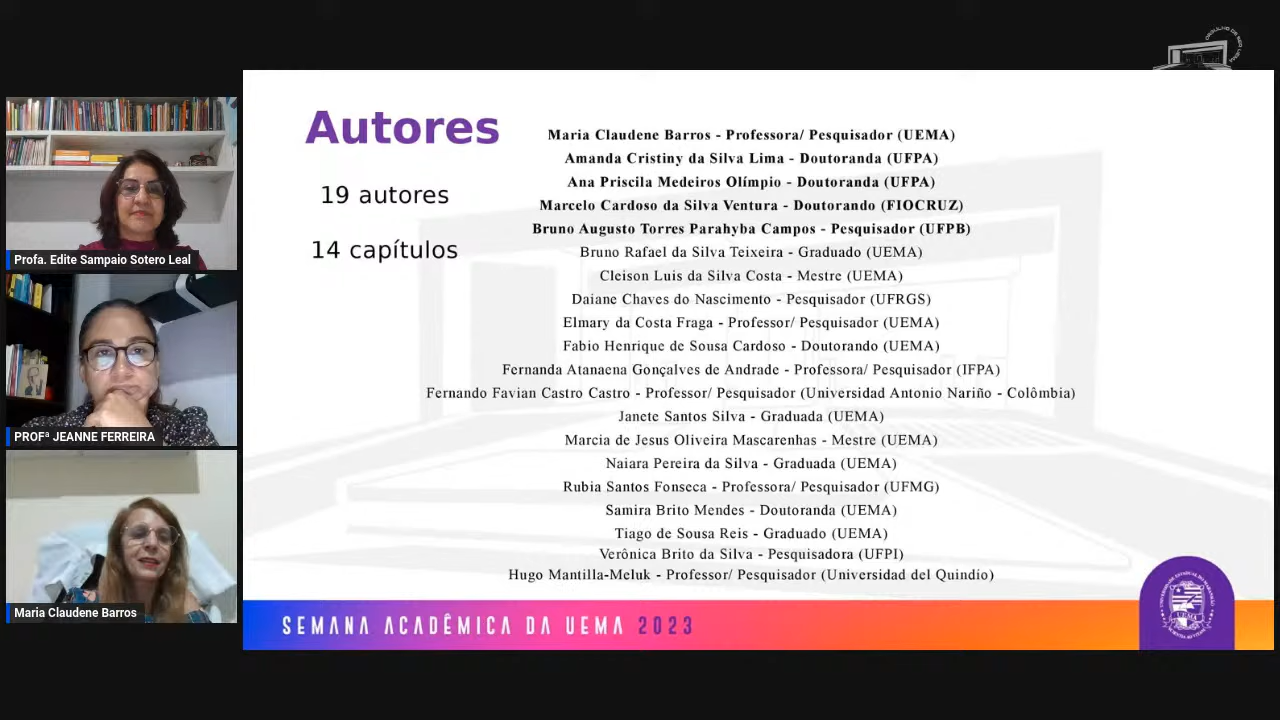 ORGULHO DE SER UEMA
Autores
19 autores
14 capítulos
Maria Claudene Barros - Professora/ Pesquisador (UEMA)
Amanda Cristiny da Silva Lima - Doutoranda (UFPA)
Ana Priscila Medeiros Olímpio - Doutoranda (UFPA)
Marcelo Cardoso da Silva Ventura - Doutorando (FIOCRUZ)
Bruno Augusto Torres Parahyba Campos - Pesquisador (UFPB)
Bruno Rafael da Silva Teixeira - Graduado (UEMA)
Cleison Luis da Silva Costa - Mestre (UEMA)
Daiane Chaves do Nascimento - Pesquisador (UFRGS)
Elmary da Costa Fraga - Professor/ Pesquisador (UEMA)
Fabio Henrique de Sousa Cardoso - Doutorando (UEMA)
Fernanda Atanaena Gonçalves de Andrade - Professora/ Pesquisador (IFPA)
Fernando Favian Castro Castro - Professor/ Pesquisador (Universidad Antonio Nariño - Colômbia)
Janete Santos Silva - Graduada (UEMA)
Marcia de Jesus Oliveira Mascarenhas - Mestre (UEMA)
Naiara Pereira da Silva - Graduada (UEMA)
Rubia Santos Fonseca - Professora/ Pesquisador (UFMG)
Samira Brito Mendes - Doutoranda (UEMA)
Tiago de Sousa Reis - Graduado (UEMA)
Verônica Brito da Silva - Pesquisadora (UFPI)
Hugo Mantilla-Meluk - Professor/ Pesquisador (Universidad del Quindío)
Profa. Edite Sampaio Sotero Leal
PROFª JEANNE FERREIRA
Maria Claudene Barros
SEMANA ACADÊMICA DA UEMA 2023
UEMA